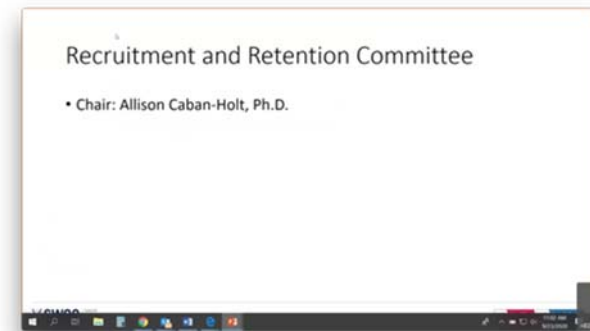 Recruitment and Retention Committee
• Chair: Allison Caban-Holt, Ph.D.